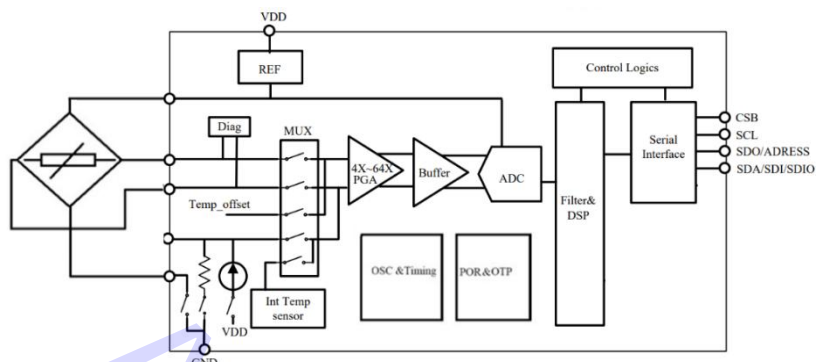 VDD
REF
Control Logics
Diag
MUX
CSB
SCL
SDO/ADRESS
SDA/SDI/SDIO
Serial
Interface
4X~64X
PGA
Buffer
ADC
Filter&
DSP
Temp_offset
OSC &Timing
POR&OTP
Int Temp
sensor
VDD
GND